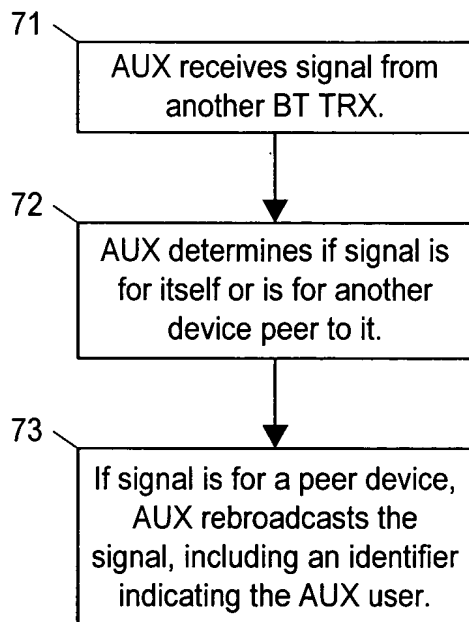 71
AUX receives signal from
another BT TRX.
72
AUX determines if signal is
for itself or is for another
device peer to it.
73
If signal is for a peer device,
AUX rebroadcasts the
signal, including an identifier
indicating the AUX user.